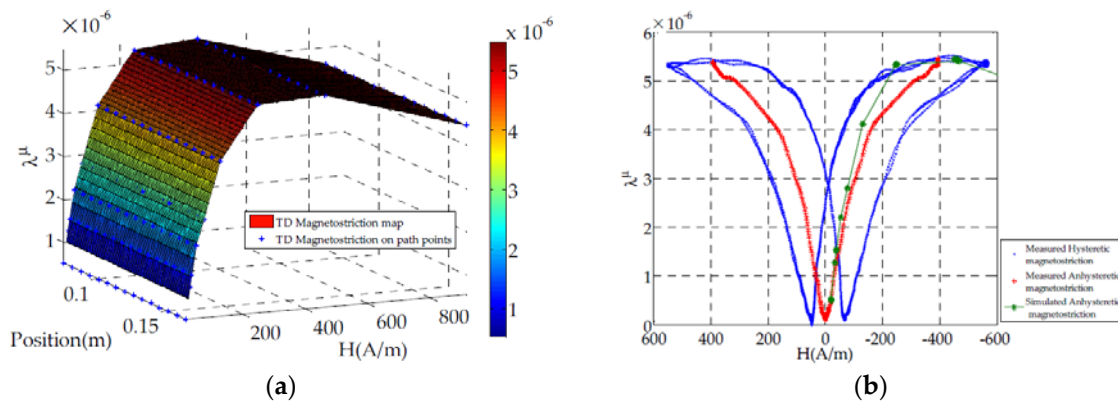 ×10⁻⁶
5
4
3
2
1
λμ
0.1
0.15
Position(m)
200
400
600
800
H(A/m)
TD Magnetostriction map
TD Magnetostriction on path points
x 10⁻⁶
5
4
3
2
1
(a)
×10⁻⁶
6
5
4
3
2
1
0
λμ
600
400
200
0
-200
-400
-600
H(A/m)
Measured Hysteretic
magnetostriction
Measured Anhysteretic
magnetostriction
Simulated Anhysteretic
magnetostriction
(b)